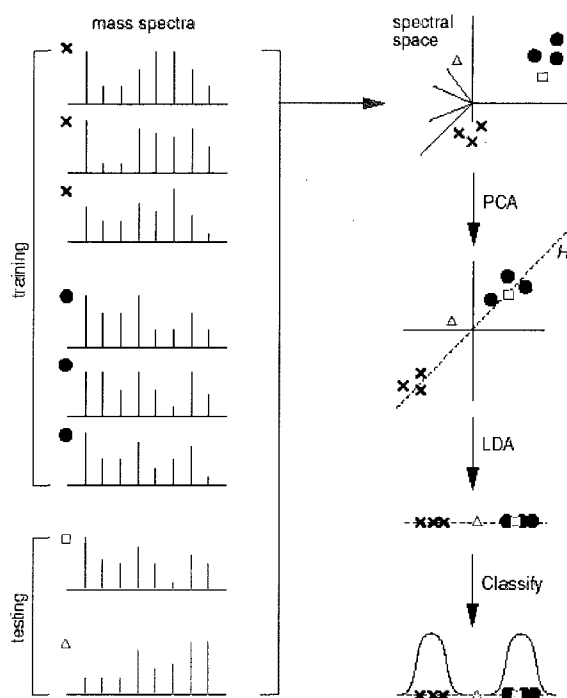 mass spectra
training
testing
spectral
space
PCA
H
LDA
Classify